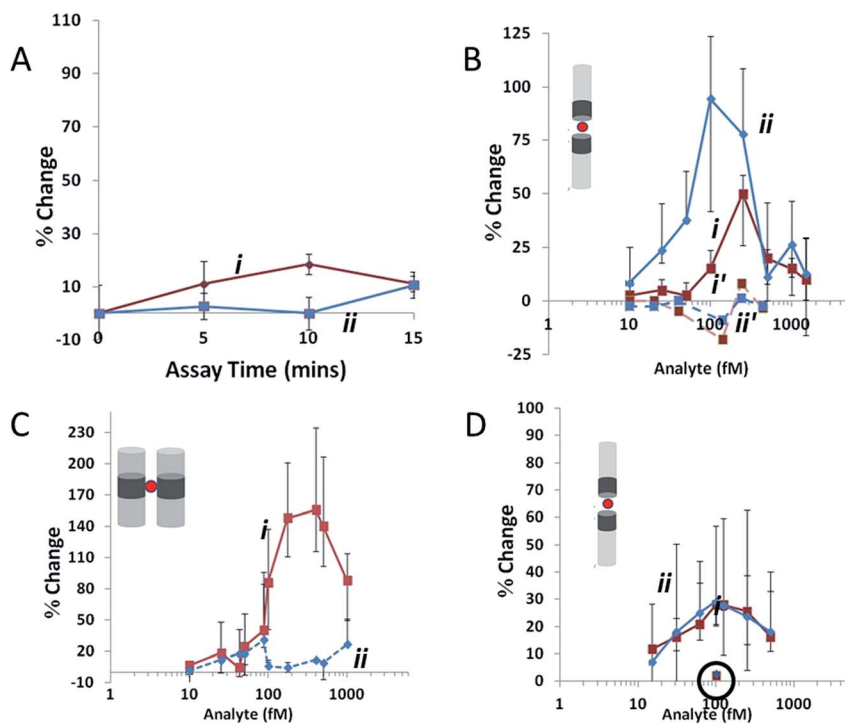 A
% Change
110
90
70
50
30
10
-10
i
ii
0
5
10
15
Assay Time (mins)
B
% Change
125
100
75
50
25
0
-25
ii
i
i'
ii'
1
10
100
1000
Analyte (fM)
C
% Change
230
200
170
140
110
80
50
20
-10
i
ii
1
10
100
1000
Analyte (fM)
D
% Change
100
90
80
70
60
50
40
30
20
10
0
ii
i
1
10
100
1000
Analyte (fM)